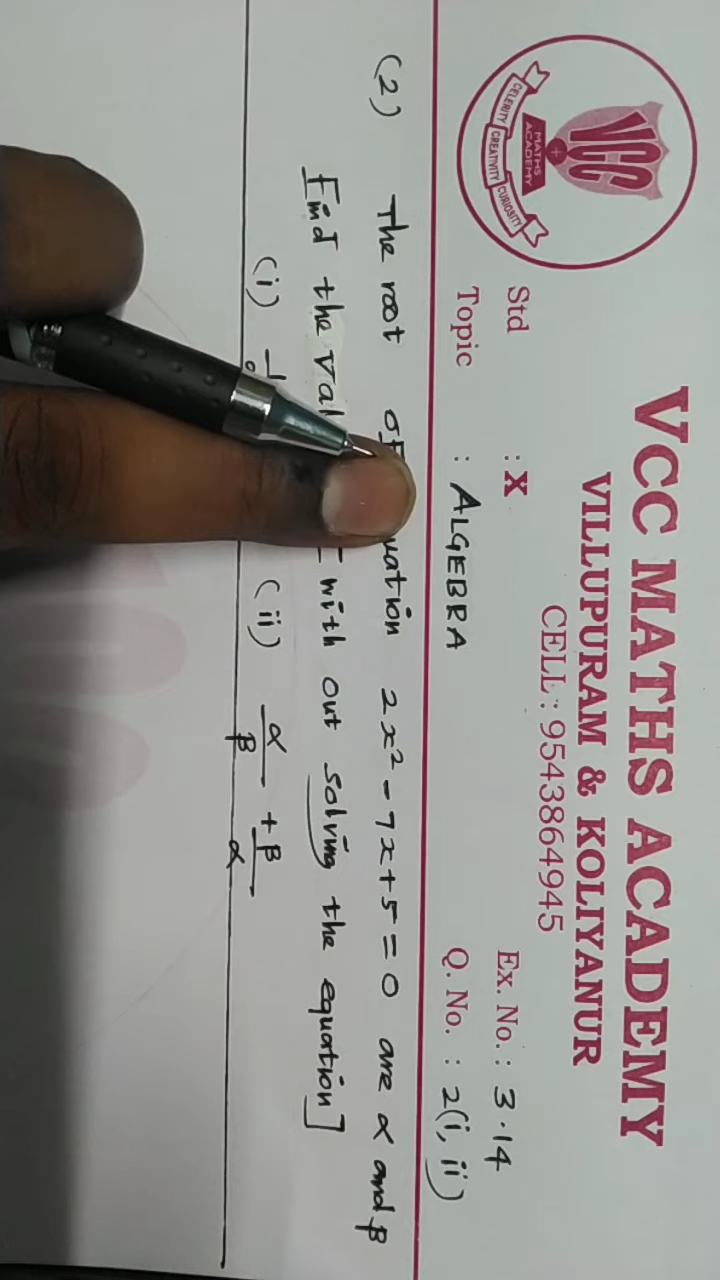 VCC MATHS ACADEMY
VILLUPURAM & KOLIYANUR
CELL : 9543864945
VCC
MATHS ACADEMY
CELEBRITY CREATIVITY CURIOSITY
Std : X Ex. No. : 3.14
Topic : ALGEBRA Q. No. : 2(i, ii)
(2) The root of uation 2x² - 7x + 5 = 0 are α and β
Find the val with out solving the equation]
(i) (ii) α/β + β/α